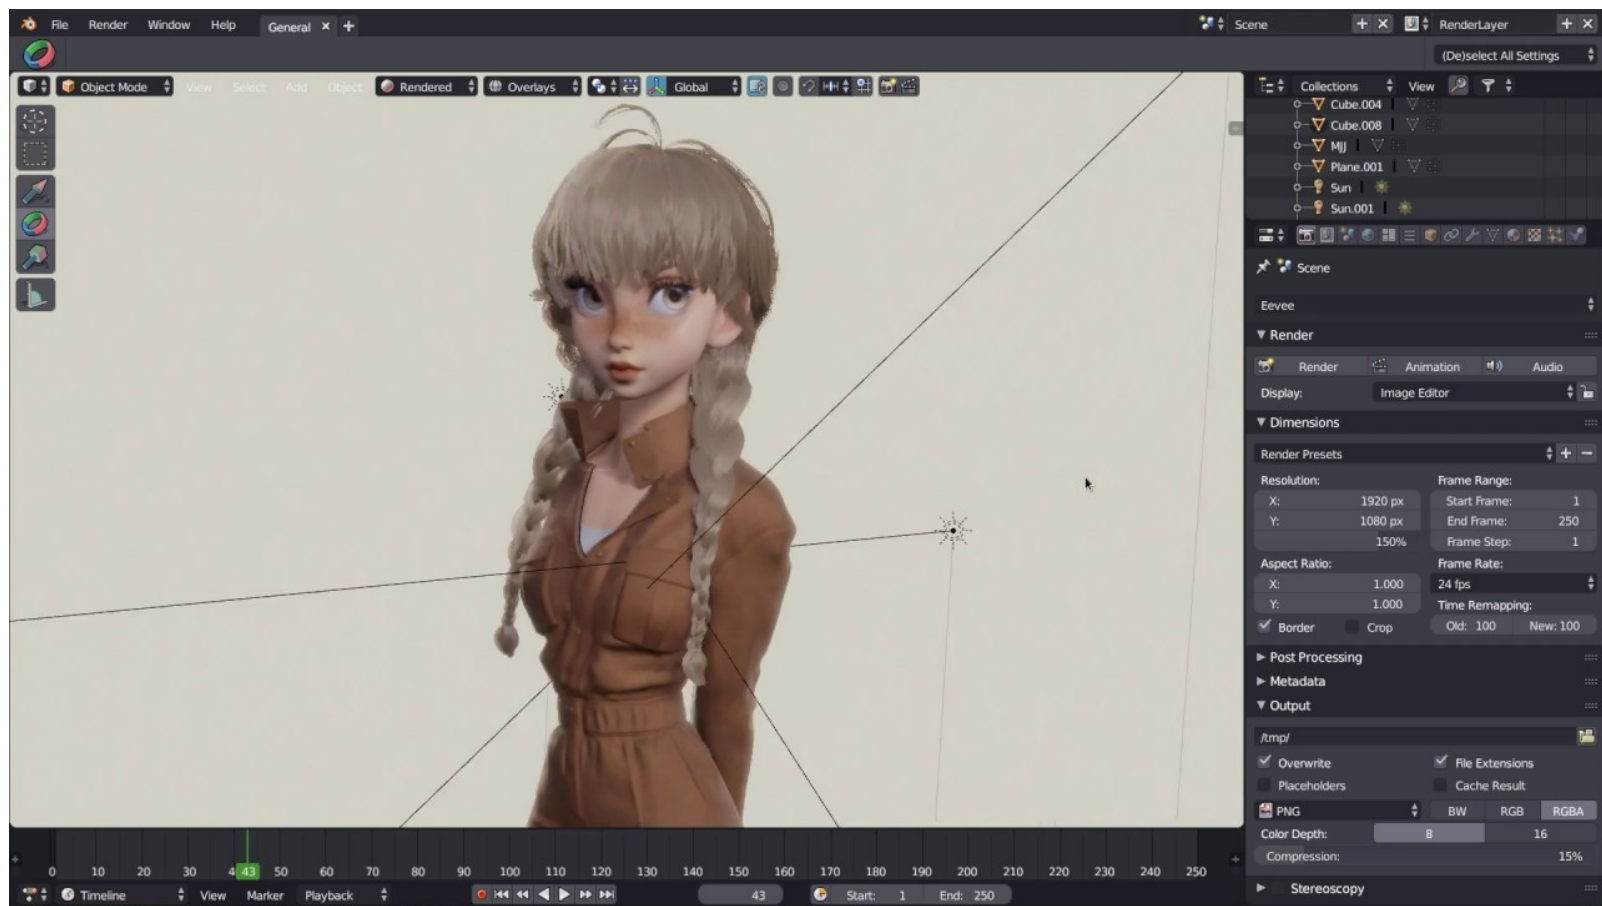 File Render Window Help General Scene RenderLayer
(De)select All Settings
Object Mode View Select Add Object Rendered Overlays Global
Collections View
Cube.004
Cube.008
MJJ
Plane.001
Sun
Sun.001
Scene
Eevee
Render
Render Animation Audio
Display: Image Editor
Dimensions
Render Presets
Resolution: Frame Range:
X: 1920 px Start Frame: 1
Y: 1080 px End Frame: 250
150% Frame Step: 1
Aspect Ratio: Frame Rate:
X: 1.000 24 fps
Y: 1.000 Time Remapping:
Border Crop Old: 100 New: 100
Post Processing
Metadata
Output
/tmp/
Overwrite File Extensions
Placeholders Cache Result
PNG BW RGB RGBA
Color Depth: 8 16
Compression: 15%
Stereoscopy
0 10 20 30 4 43 50 60 70 80 90 100 110 120 130 140 150 160 170 180 190 200 210 220 230 240 250
Timeline View Marker Playback 43 Start: 1 End: 250